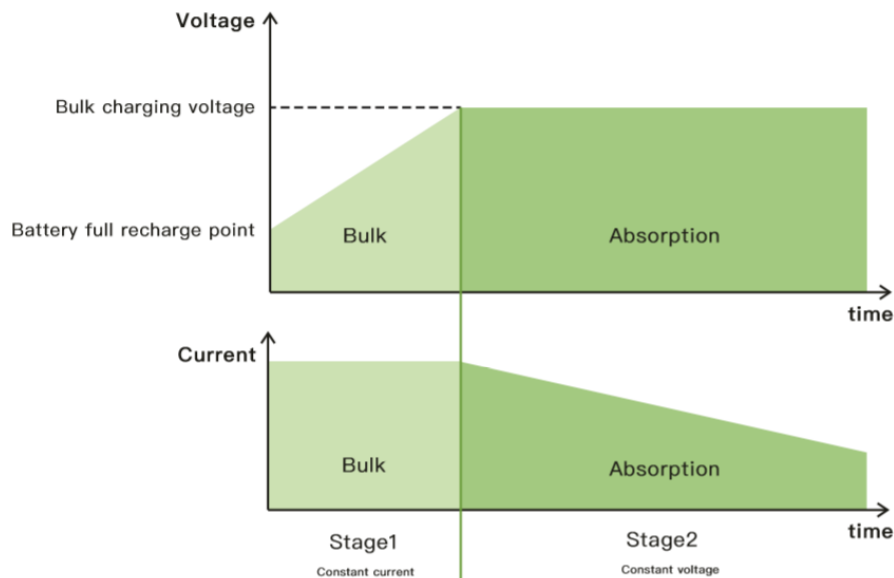 Voltage
Bulk charging voltage
Battery full recharge point
Bulk
Absorption
time
Current
Bulk
Absorption
time
Stage1
Stage2
Constant current
Constant voltage